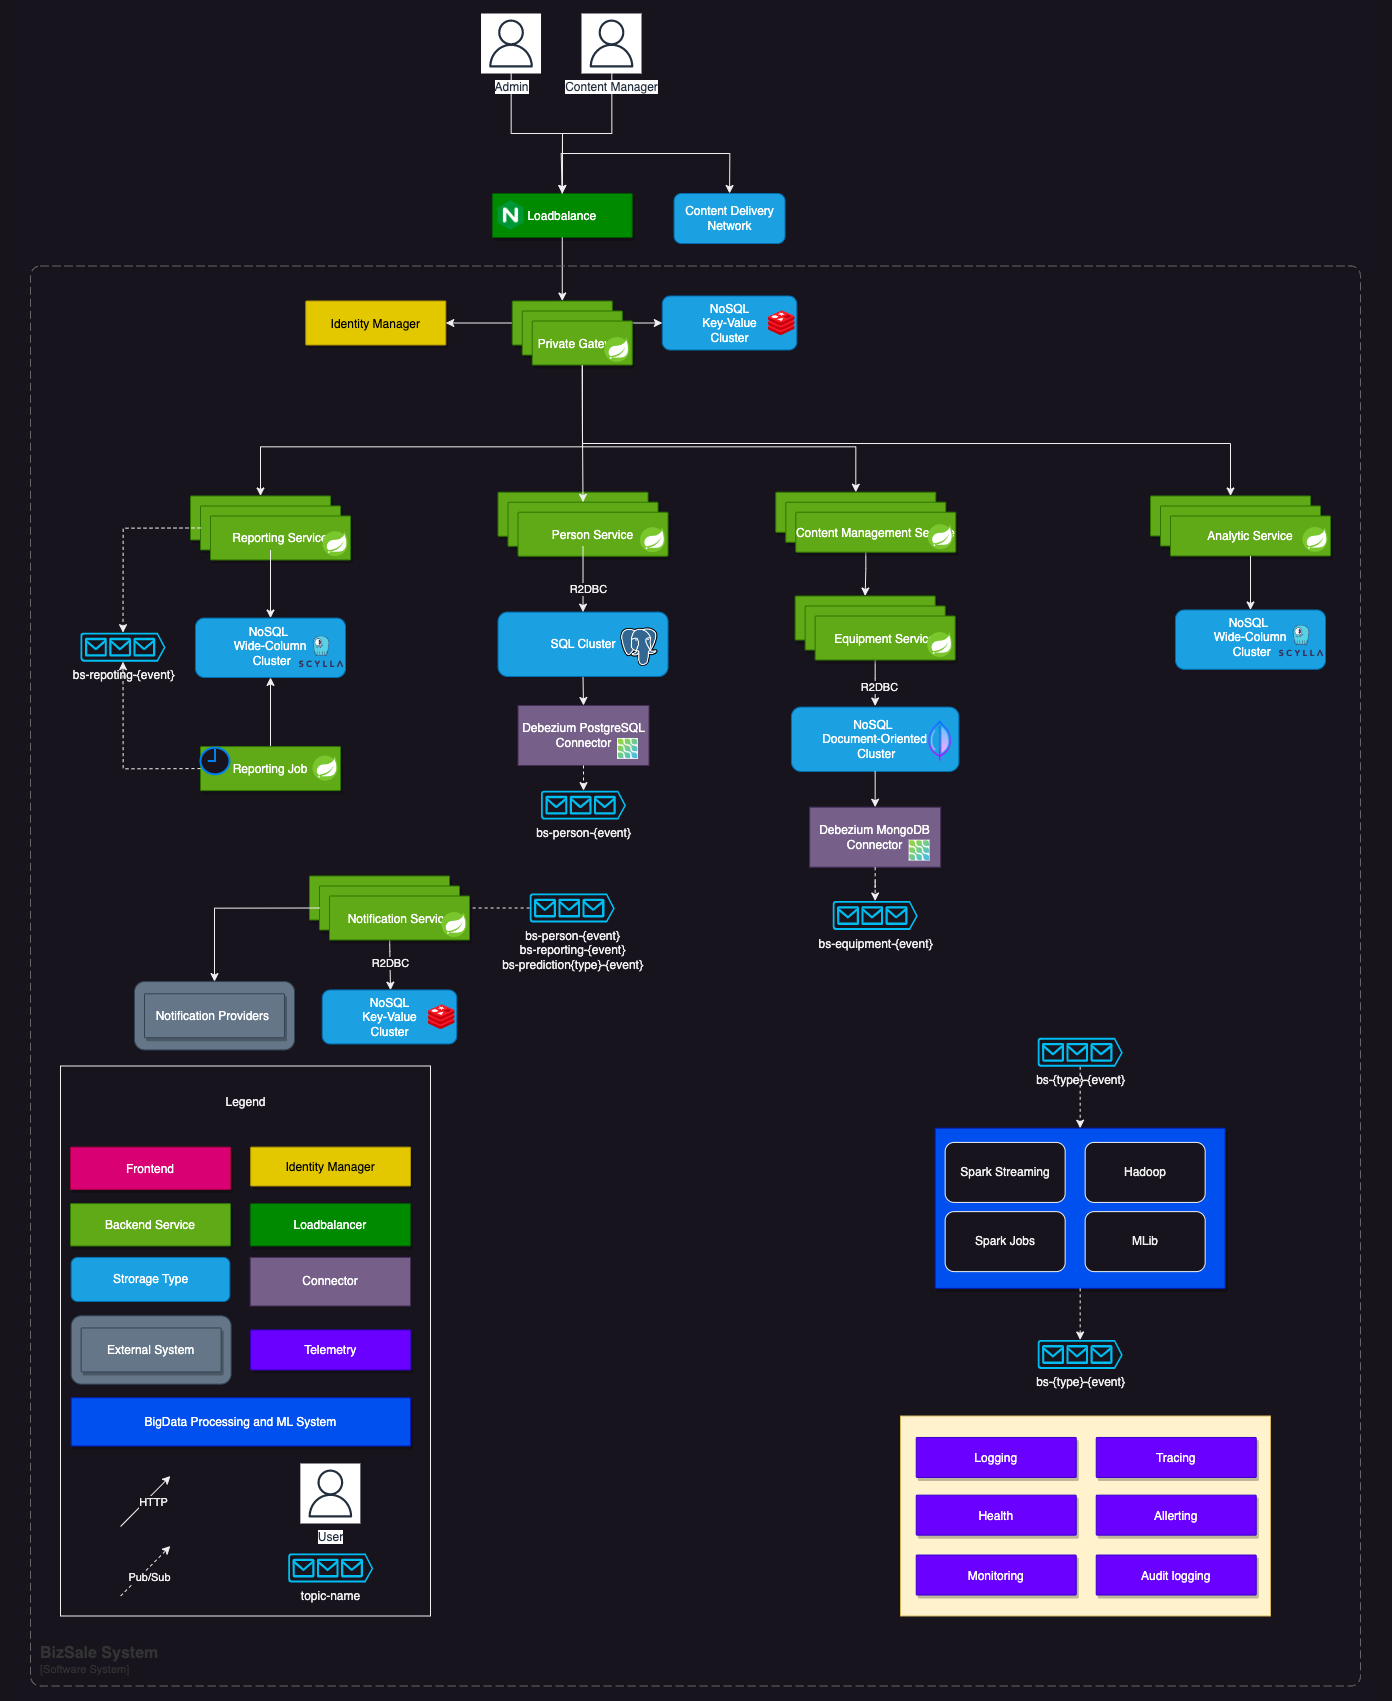 Admin
Content Manager
Loadbalance
Content Delivery
Network
Identity Manager
Private Gatew
NoSQL
Key-Value
Cluster
Reporting Service
Person Service
Content Management Se
Analytic Service
R2DBC
NoSQL
Wide-Column
Cluster
SCYLLA
SQL Cluster
Equipment Servic
NoSQL
Wide-Column
Cluster
SCYLLA
bs-repoting-{event}
R2DBC
Debezium PostgreSQL
Connector
NoSQL
Document-Oriented
Cluster
Reporting Job
bs-person-{event}
Debezium MongoDB
Connector
Notification Servic
bs-person-{event}
bs-reporting-{event}
bs-prediction{type}-{event}
bs-equipment-{event}
R2DBC
Notification Providers
NoSQL
Key-Value
Cluster
bs-{type}-{event}
Legend
Frontend
Identity Manager
Backend Service
Loadbalancer
Strorage Type
Connector
External System
Telemetry
BigData Processing and ML System
HTTP
User
Pub/Sub
topic-name
Spark Streaming
Hadoop
Spark Jobs
MLib
bs-{type}-{event}
Logging
Tracing
Health
Allerting
Monitoring
Audit logging
BizSale System
[Software System]